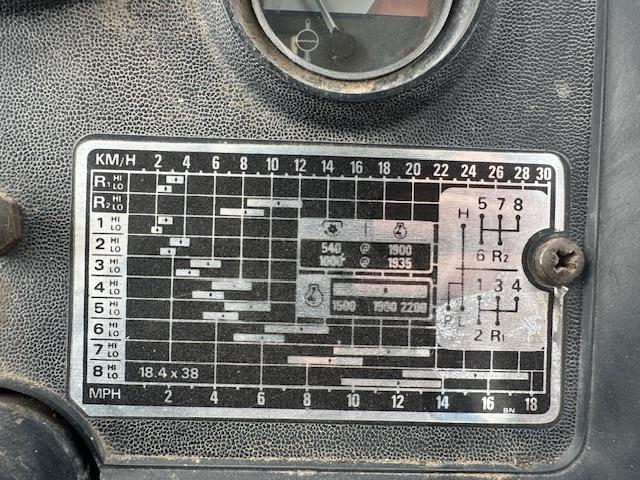 KM/H 2 4 6 8 10 12 14 16 18 20 22 24 26 28 30
R1 HI LO
R2 HI LO
1 HI LO
2 HI LO
3 HI LO
4 HI LO
5 HI LO
6 HI LO
7 HI LO
8 HI LO
18.4 x 38
MPH 2 4 6 8 10 12 14 16 18
BN
540 @ 1900
1000 @ 1935
1500 1900 2200
5 7 8
H
6 R2
1 3 4
L
2 R1